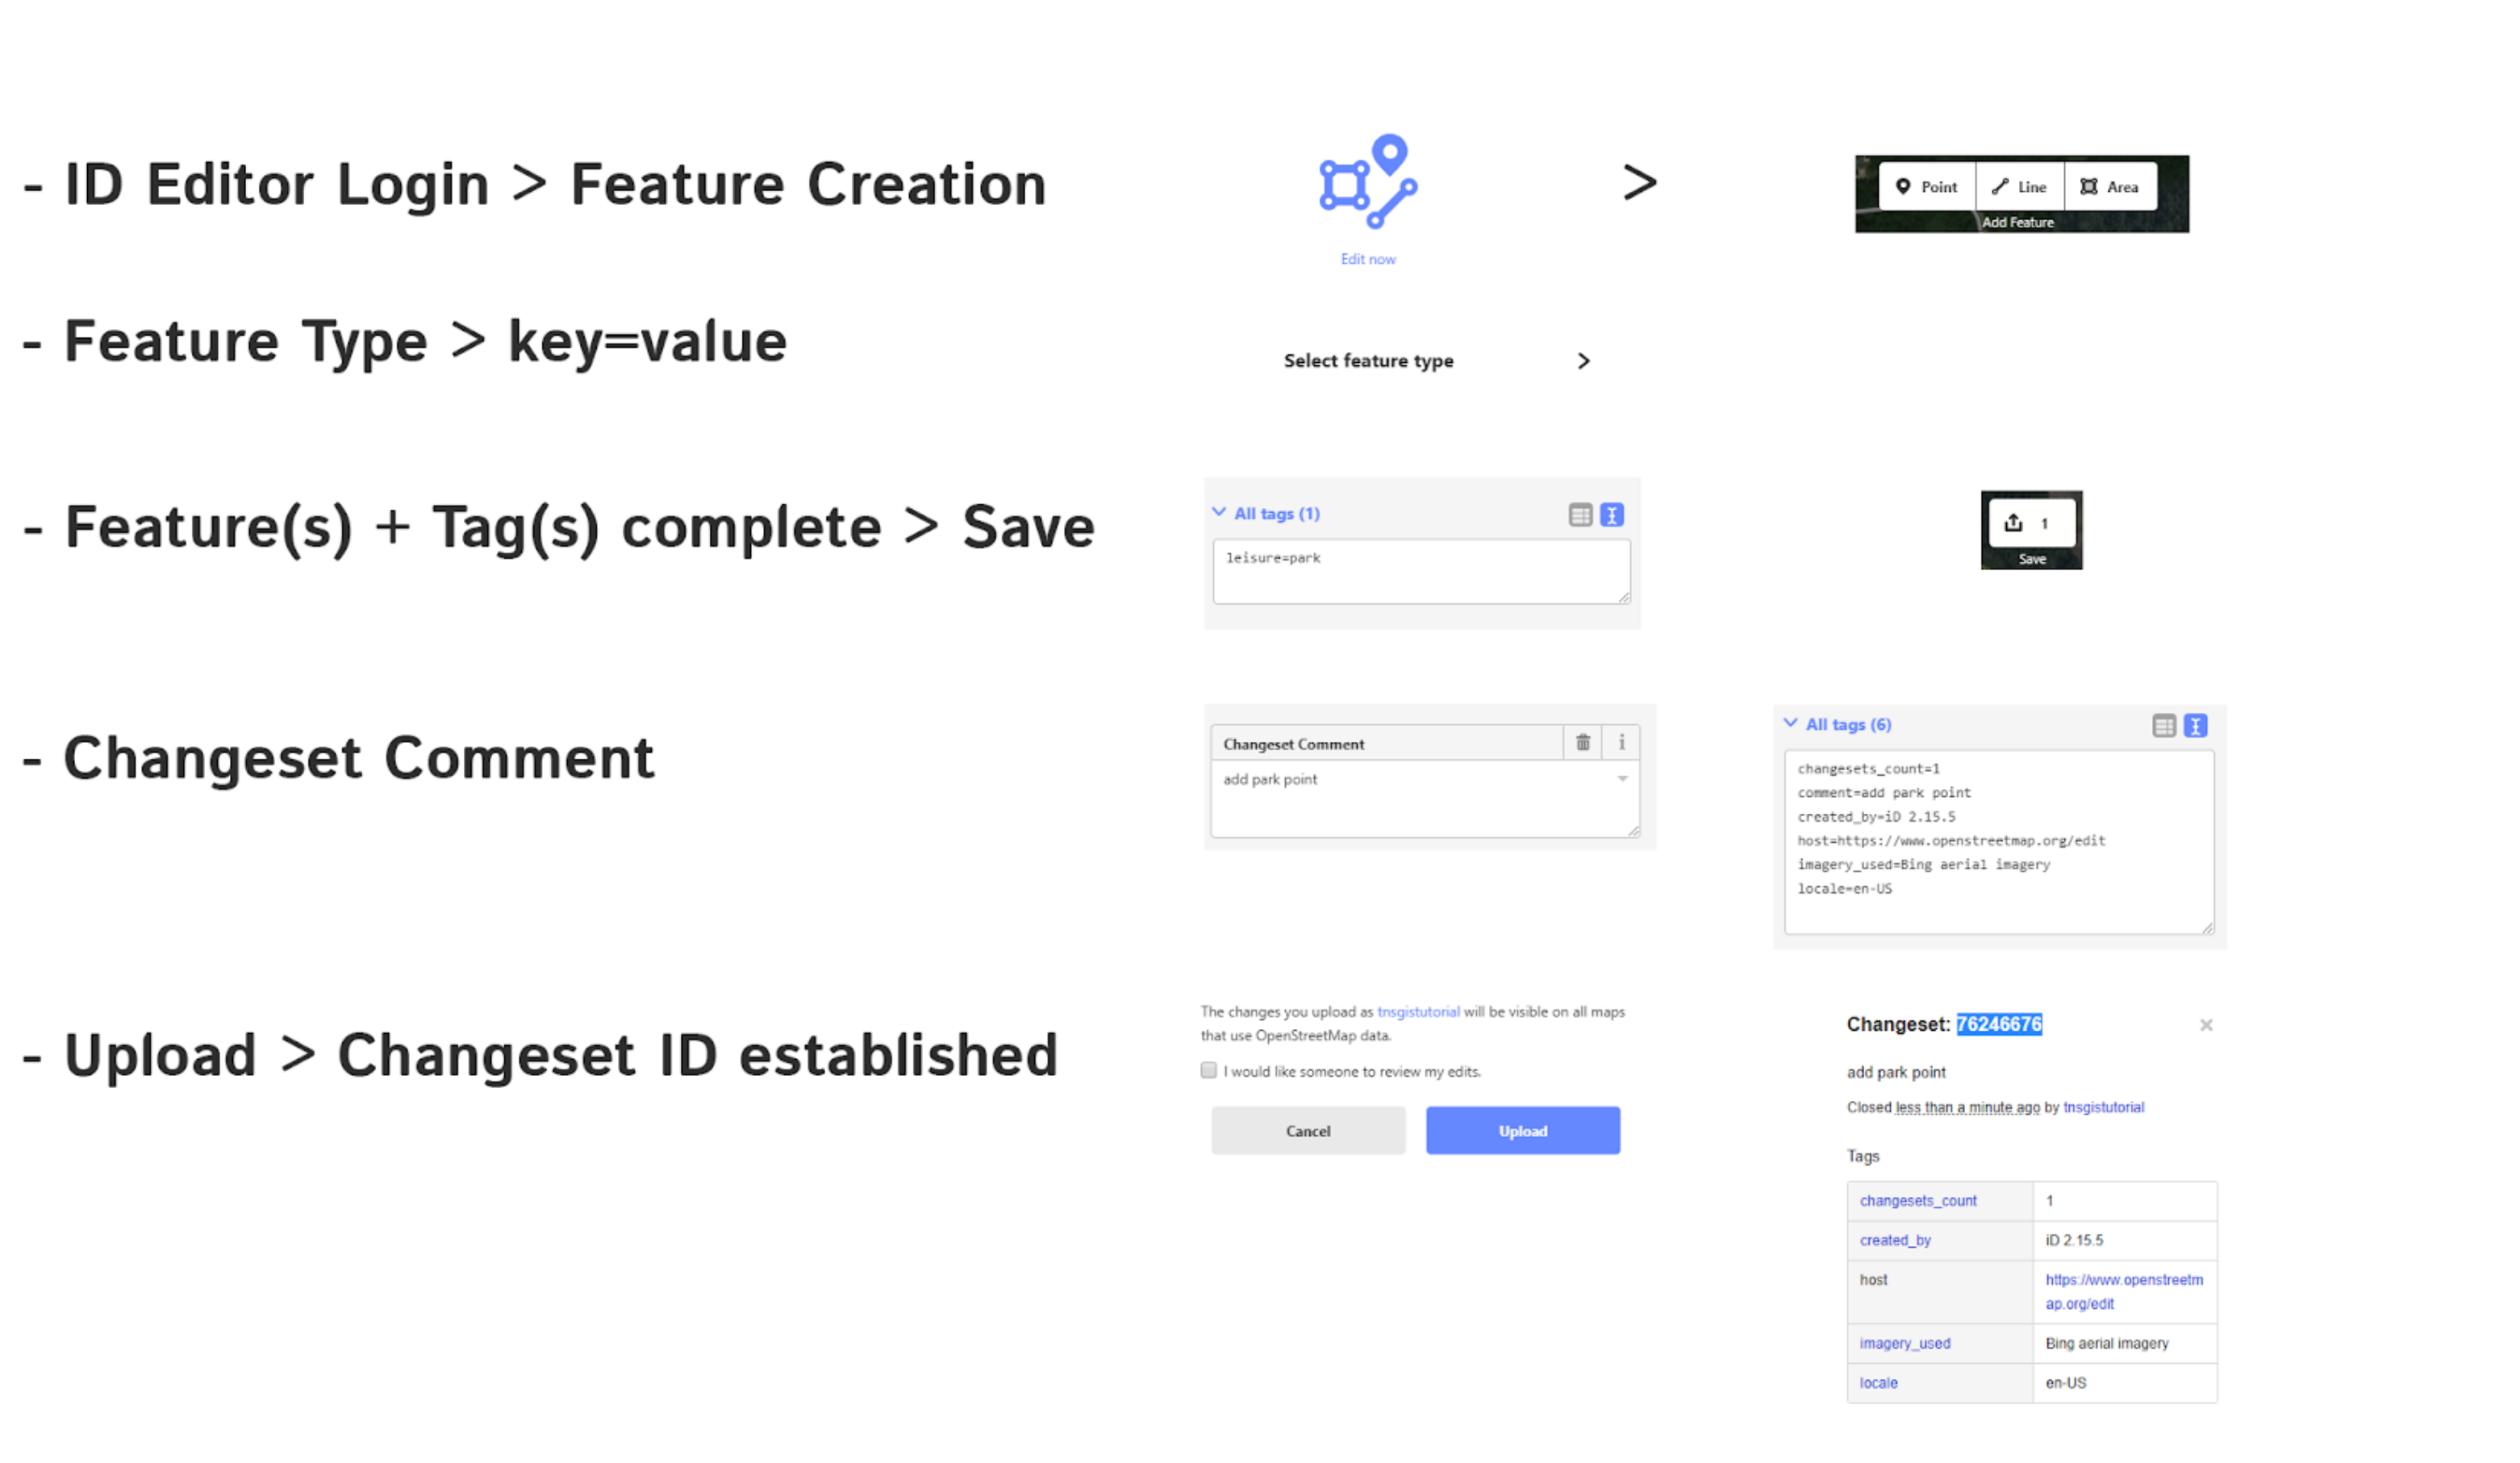 - ID Editor Login > Feature Creation
>
Point Line Area
Add Feature
Edit now
- Feature Type > key=value
Select feature type >
- Feature(s) + Tag(s) complete > Save
All tags (1)
leisure=park
1
Save
- Changeset Comment
Changeset Comment
add park point
All tags (6)
changesets_count=1
comment=add park point
created_by=iD 2.15.5
host=https://www.openstreetmap.org/edit
imagery_used=Bing aerial imagery
locale=en-US
- Upload > Changeset ID established
The changes you upload as tnsgistutorial will be visible on all maps
that use OpenStreetMap data.
I would like someone to review my edits.
Cancel Upload
Changeset: 76246676
add park point
Closed less than a minute ago by tnsgistutorial
Tags
changesets_count 1
created_by iD 2.15.5
host https://www.openstreetm
ap.org/edit
imagery_used Bing aerial imagery
locale en-US